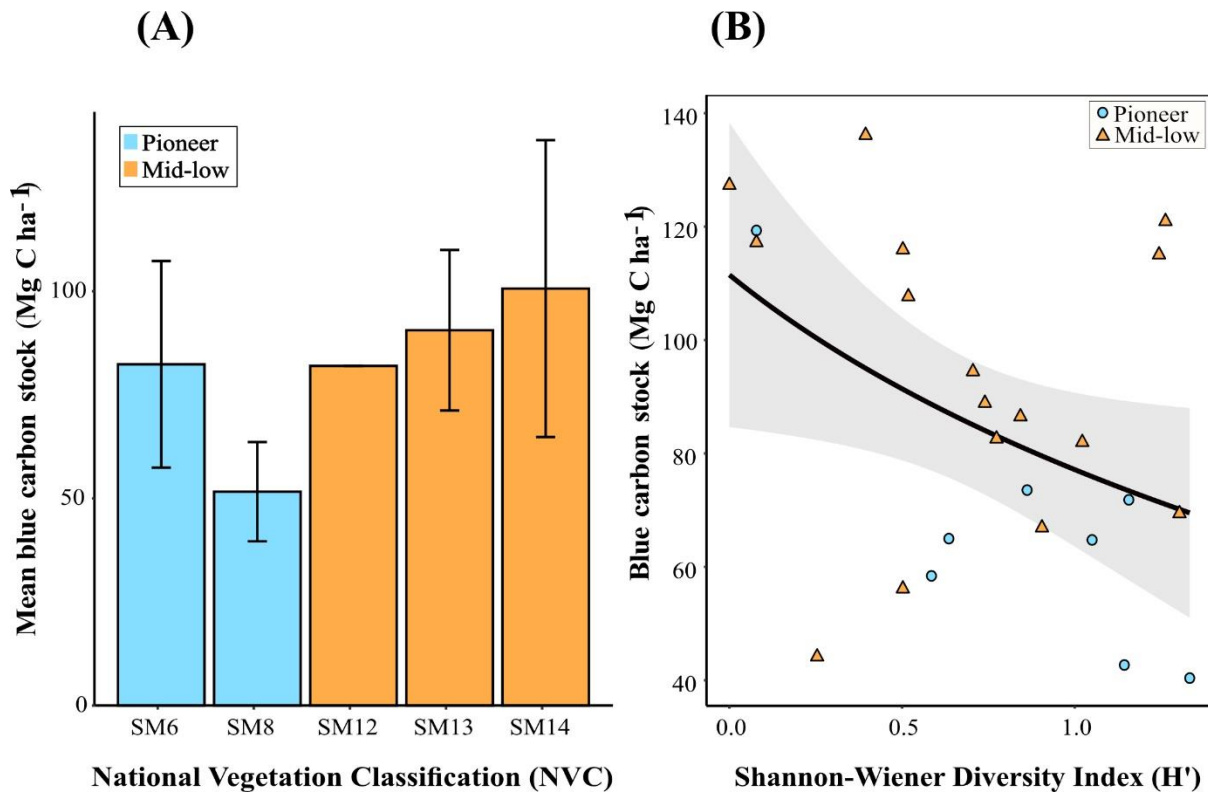 (A)
Pioneer
Mid-low
Mean blue carbon stock (Mg C ha⁻¹)
100
50
0
SM6 SM8 SM12 SM13 SM14
National Vegetation Classification (NVC)
(B)
Pioneer
Mid-low
Blue carbon stock (Mg C ha⁻¹)
140
120
100
80
60
40
0.0 0.5 1.0
Shannon-Wiener Diversity Index (H')